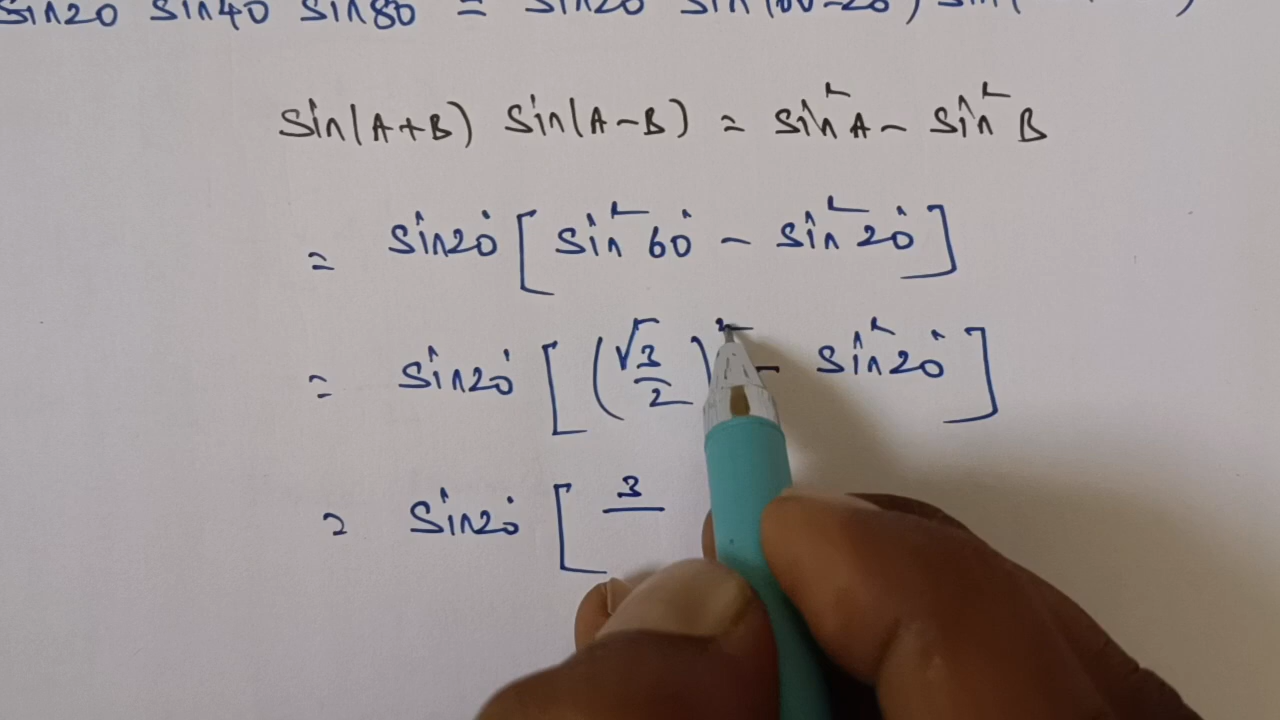 sin20 sin40 sin80 = sin20 sin(60-20) sin(
sin(A+B) sin(A-B) = sin²A - sin²B
= sin20° [ sin²60° - sin²20° ]
= sin20° [ (√3/2)² - sin²20° ]
= sin20° [ 3